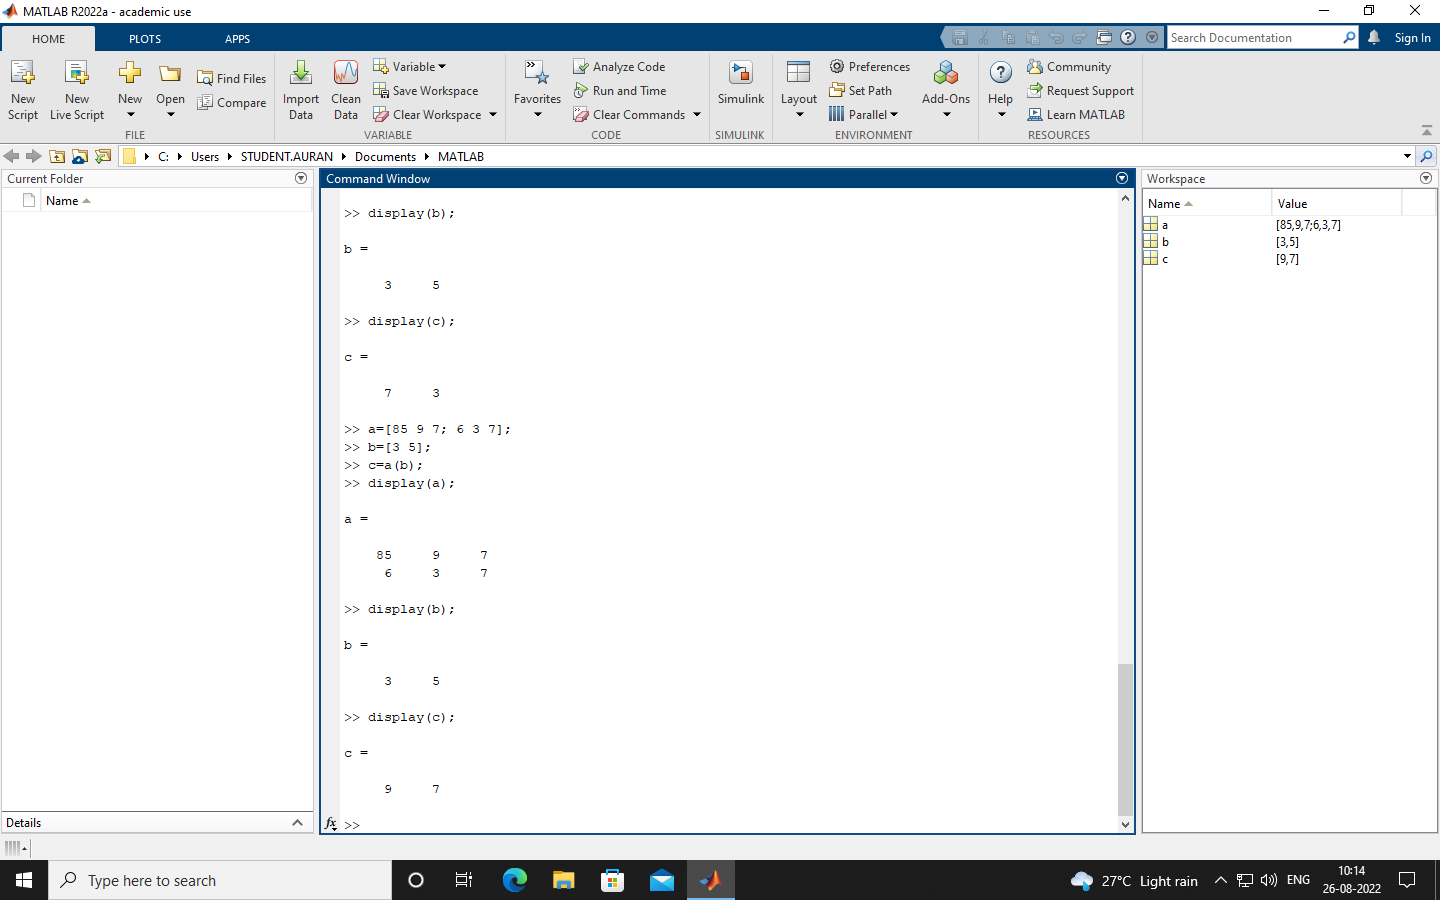 MATLAB R2022a - academic use
HOME PLOTS APPS
Search Documentation
Sign In
New Script
New Live Script
New
Open
Find Files
Compare
FILE
Import Data
Clean Data
Variable
Save Workspace
Clear Workspace
VARIABLE
Favorites
Analyze Code
Run and Time
Clear Commands
CODE
Simulink
SIMULINK
Layout
Preferences
Set Path
Parallel
Add-Ons
ENVIRONMENT
Help
Community
Request Support
Learn MATLAB
RESOURCES
C: Users STUDENT.AURAN Documents MATLAB
Current Folder
Name
Details
Command Window
>> display(b);
b =
3 5
>> display(c);
c =
7 3
>> a=[85 9 7; 6 3 7];
>> b=[3 5];
>> c=a(b);
>> display(a);
a =
85 9 7
6 3 7
>> display(b);
b =
3 5
>> display(c);
c =
9 7
fx >>
Workspace
Name Value
a [85,9,7;6,3,7]
b [3,5]
c [9,7]
Type here to search
27°C Light rain
ENG
10:14
26-08-2022